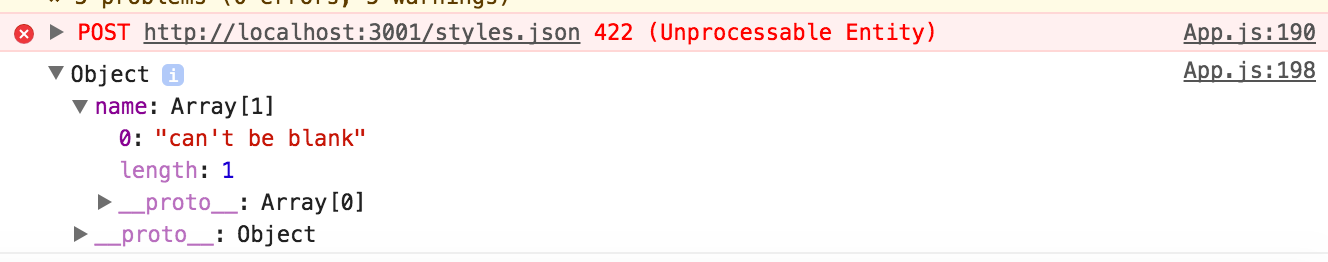 POST http://localhost:3001/styles.json 422 (Unprocessable Entity) App.js:190
Object i App.js:198
name: Array[1]
0: "can't be blank"
length: 1
__proto__: Array[0]
__proto__: Object